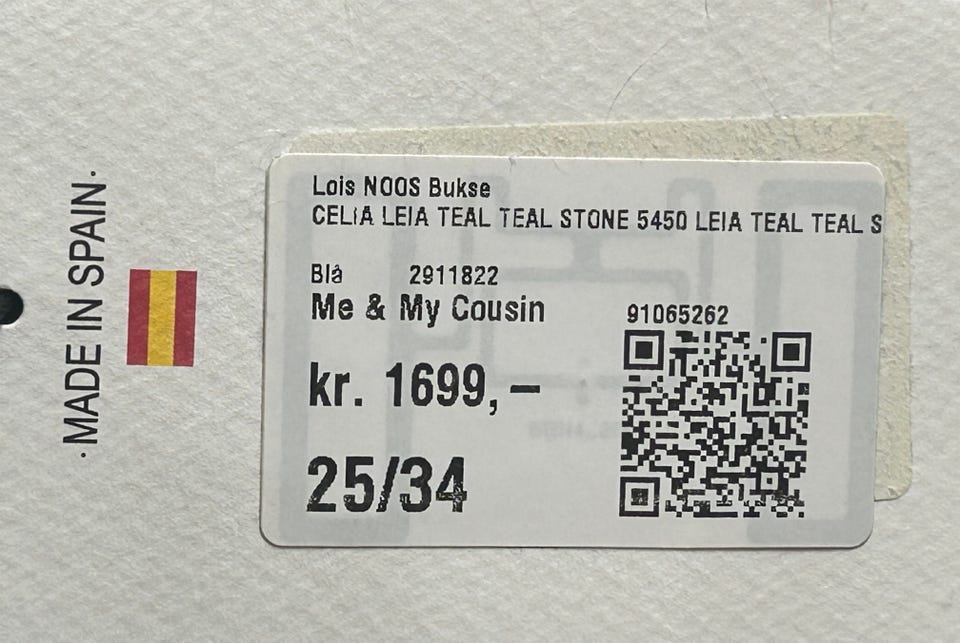 · MADE IN SPAIN ·
Lois NOOS Bukse
CELIA LEIA TEAL TEAL STONE 5450 LEIA TEAL TEAL S
Blå 2911822
Me & My Cousin
91065262
kr. 1699,–
25/34